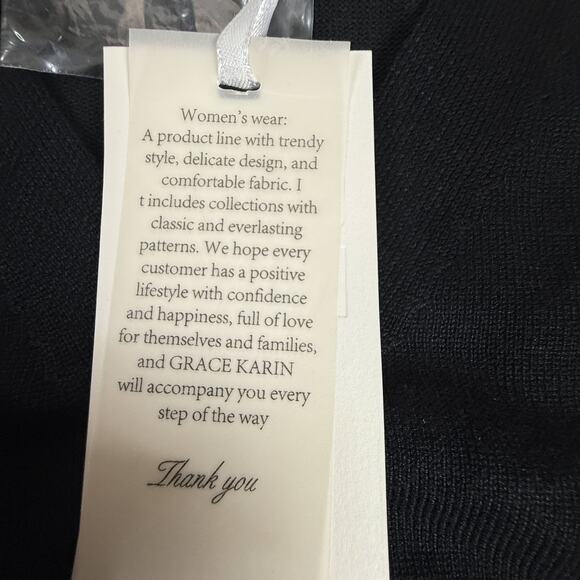 Women's wear:
A product line with trendy
style, delicate design, and
comfortable fabric. I
t includes collections with
classic and everlasting
patterns. We hope every
customer has a positive
lifestyle with confidence
and happiness, full of love
for themselves and families,
and GRACE KARIN
will accompany you every
step of the way
Thank you